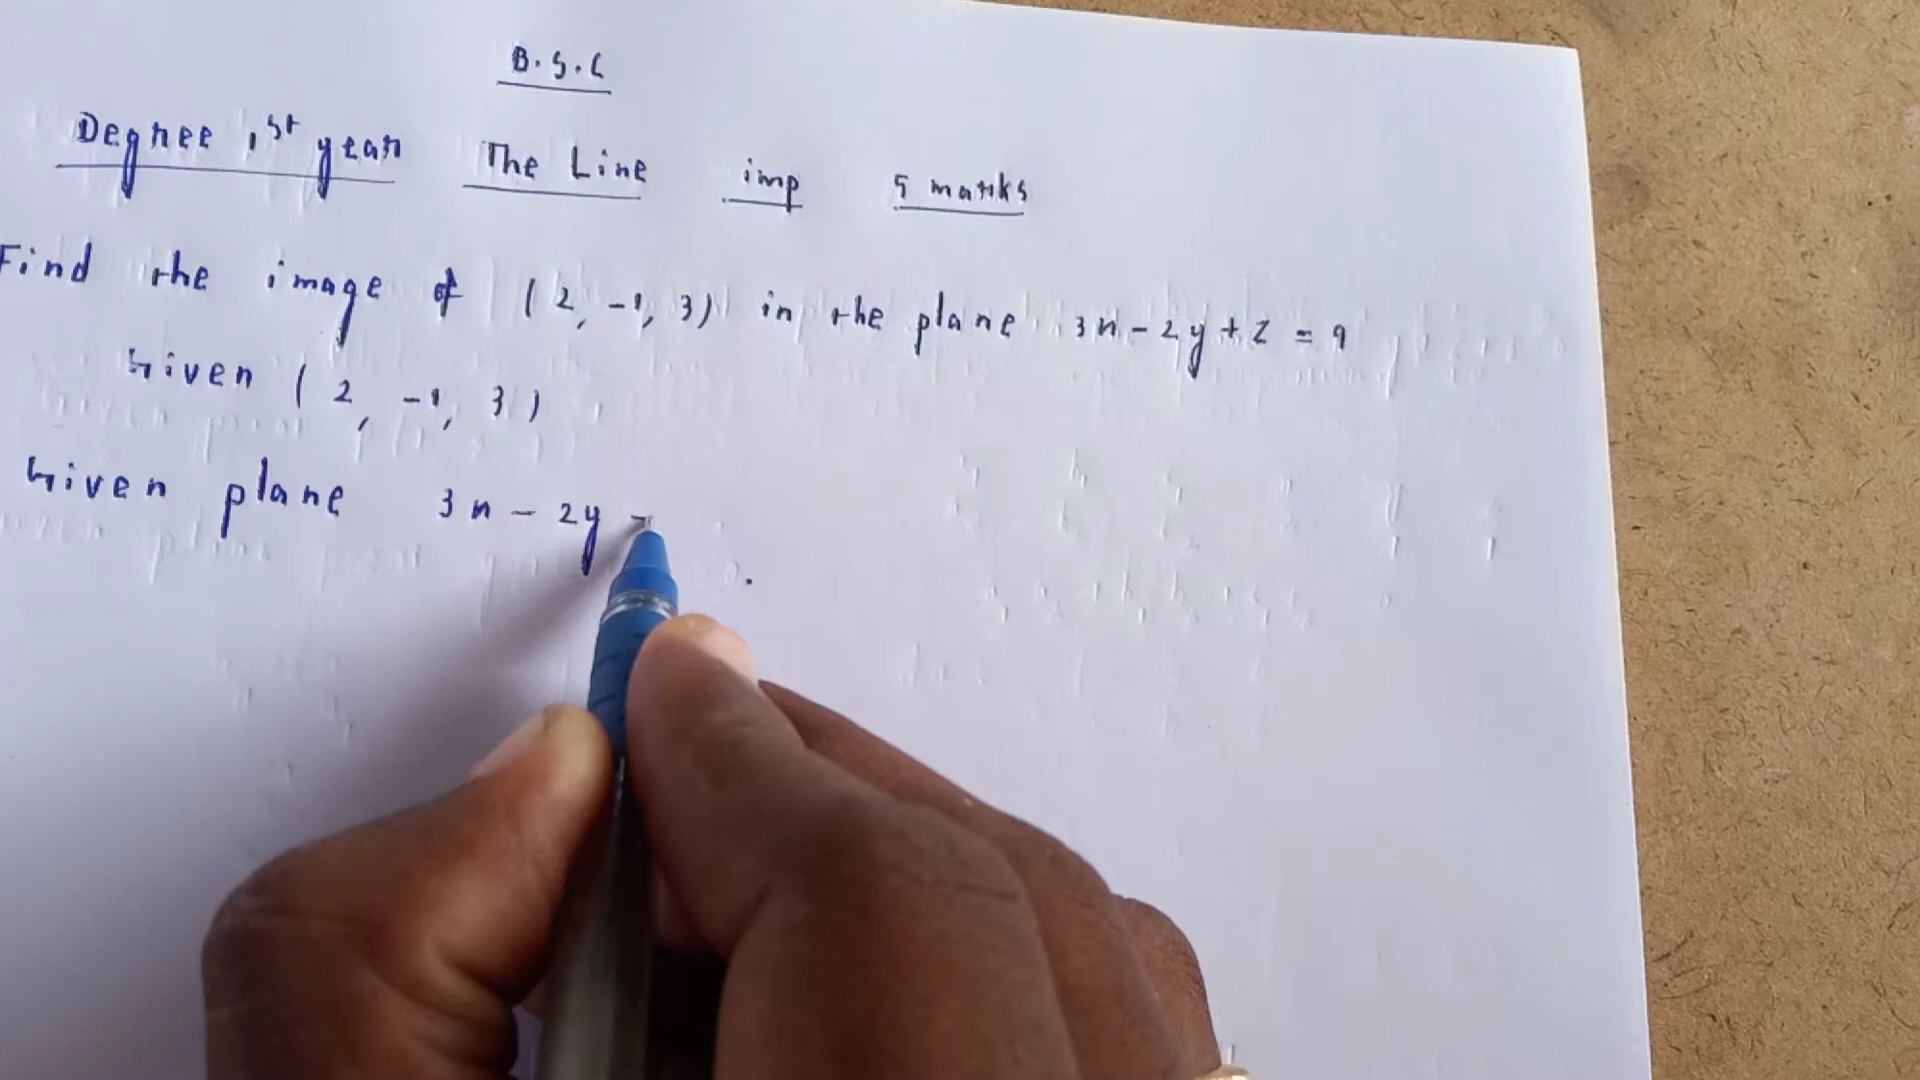 B.S.C
Degree 1st year The Line imp 5 marks
Find the image of (2, -1, 3) in the plane 3x - 2y + z = 9
Given (2, -1, 3)
Given plane 3x - 2y -